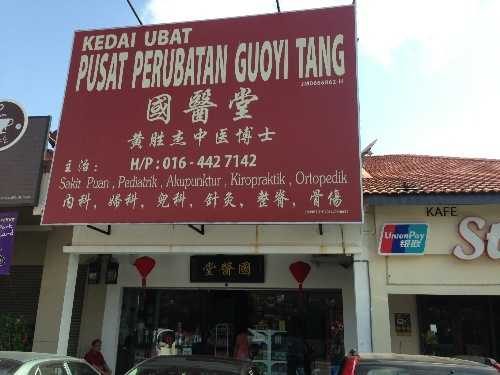 KEDAI UBAT
PUSAT PERUBATAN GUOYI TANG
國醫堂
黄胜杰中医博士
主治:
H/P: 016-442 7142
Sakit Puan, Pediatrik, Akupunktur, Kiropraktik, Ortopedik
内科、婦科、兒科、針灸、整脊、骨傷
堂醫國
KAFE
UnionPay
银联
St